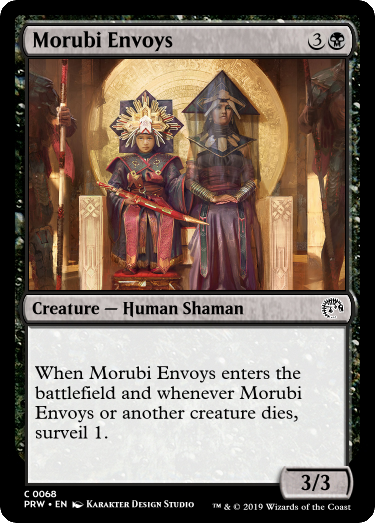 Morubi Envoys 3
Creature — Human Shaman
When Morubi Envoys enters the
battlefield and whenever Morubi
Envoys or another creature dies,
surveil 1.
3/3
C 0068
PRW • EN KARAKTER DESIGN STUDIO
™ & © 2019 Wizards of the Coast